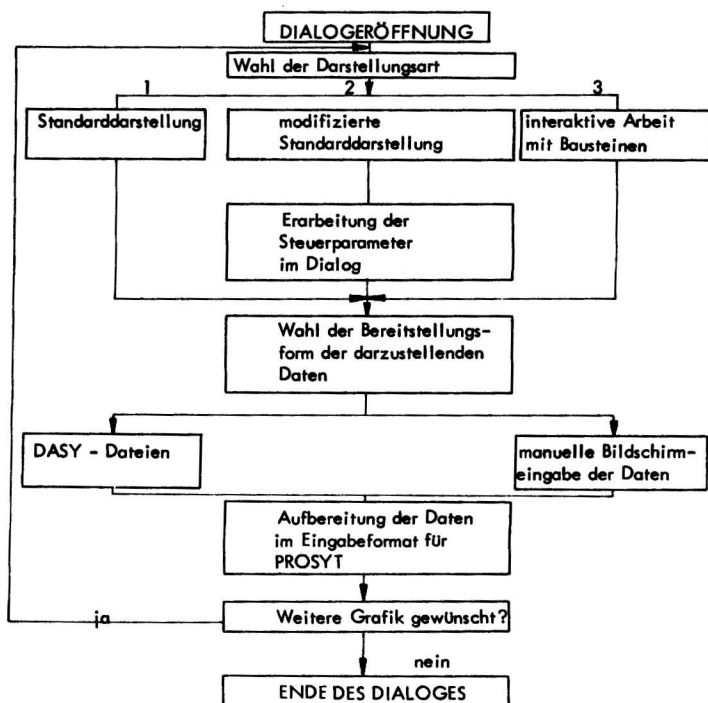 DIALOGERÖFFNUNG
Wahl der Darstellungsart
1
2
3
Standarddarstellung
modifizierte
Standarddarstellung
interaktive Arbeit
mit Bausteinen
Erarbeitung der
Steuerparameter
im Dialog
Wahl der Bereitstellungs-
form der darzustellenden
Daten
DASY - Dateien
manuelle Bildschirm-
eingabe der Daten
Aufbereitung der Daten
im Eingabeformat für
PROSYT
ja
Weitere Grafik gewünscht?
nein
ENDE DES DIALOGES